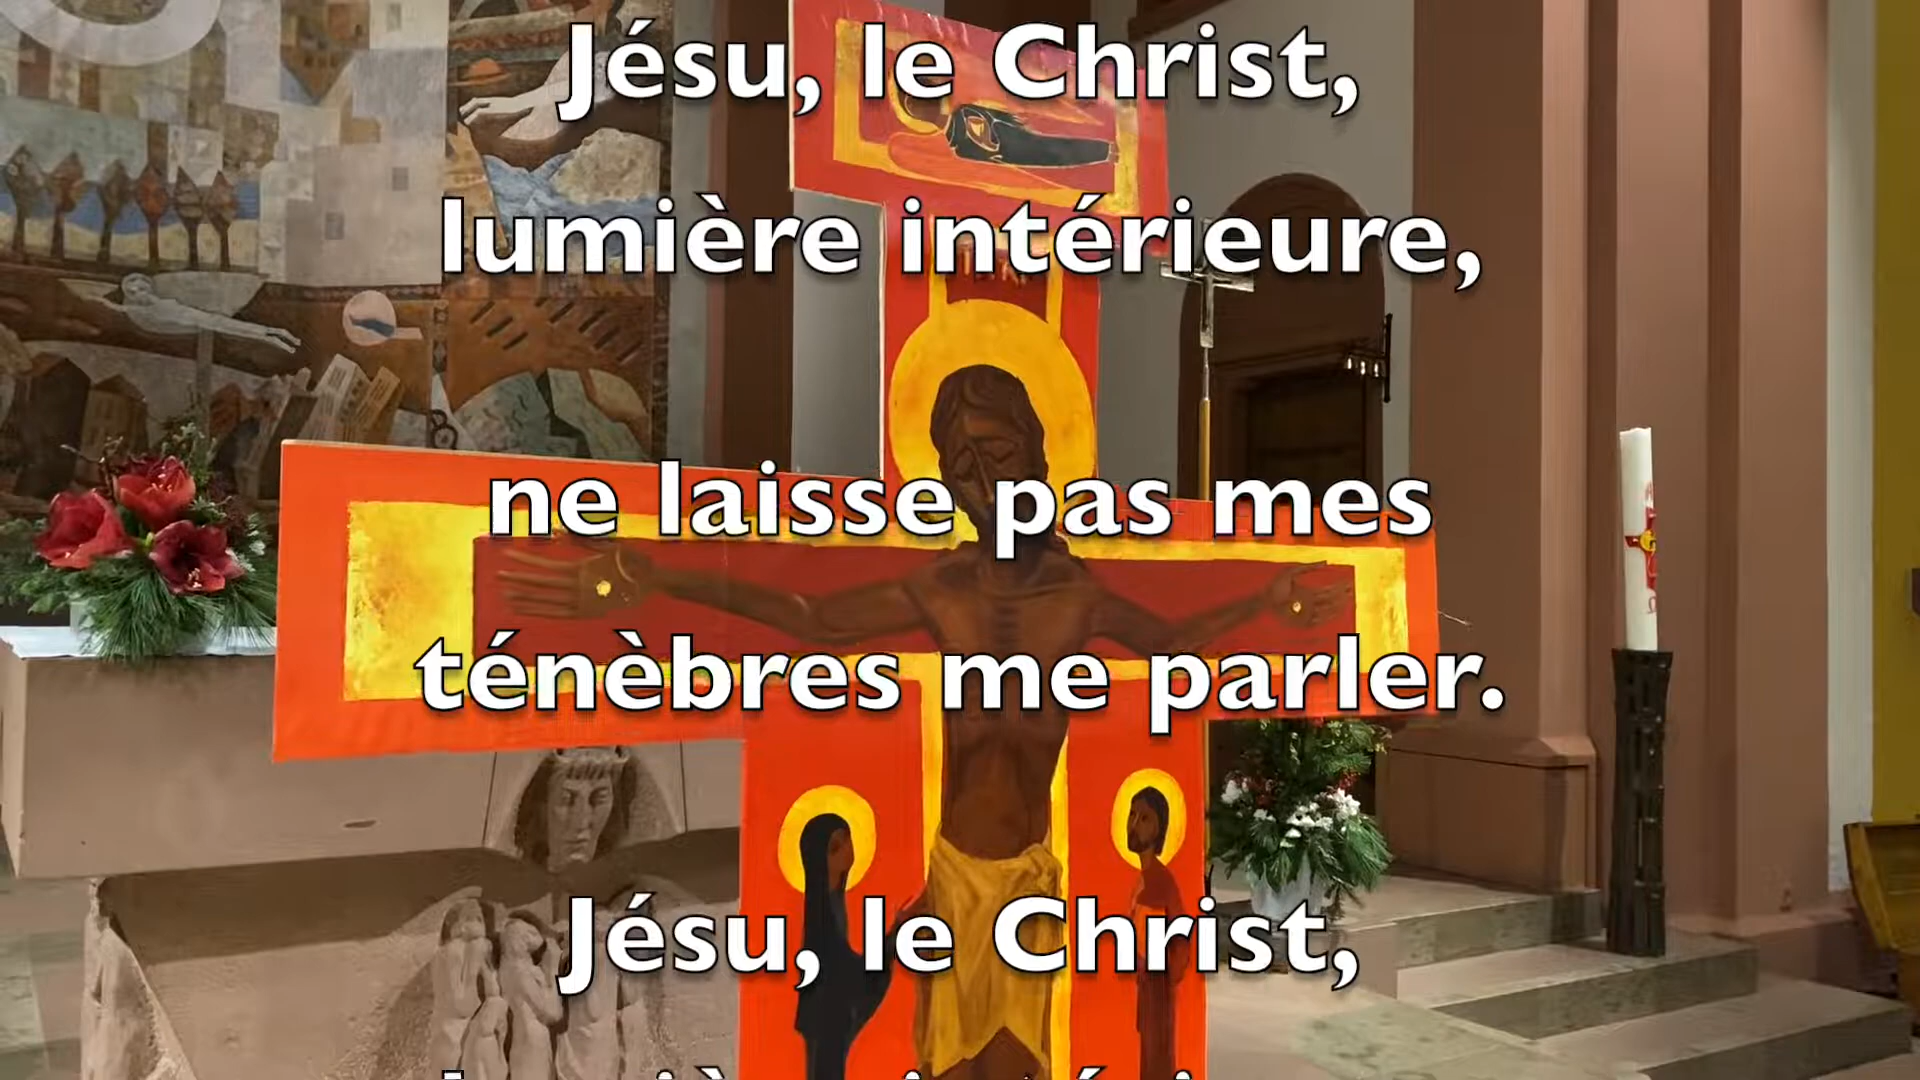 Jésu, le Christ,
lumière intérieure,
ne laisse pas mes
ténèbres me parler.
Jésu, le Christ,